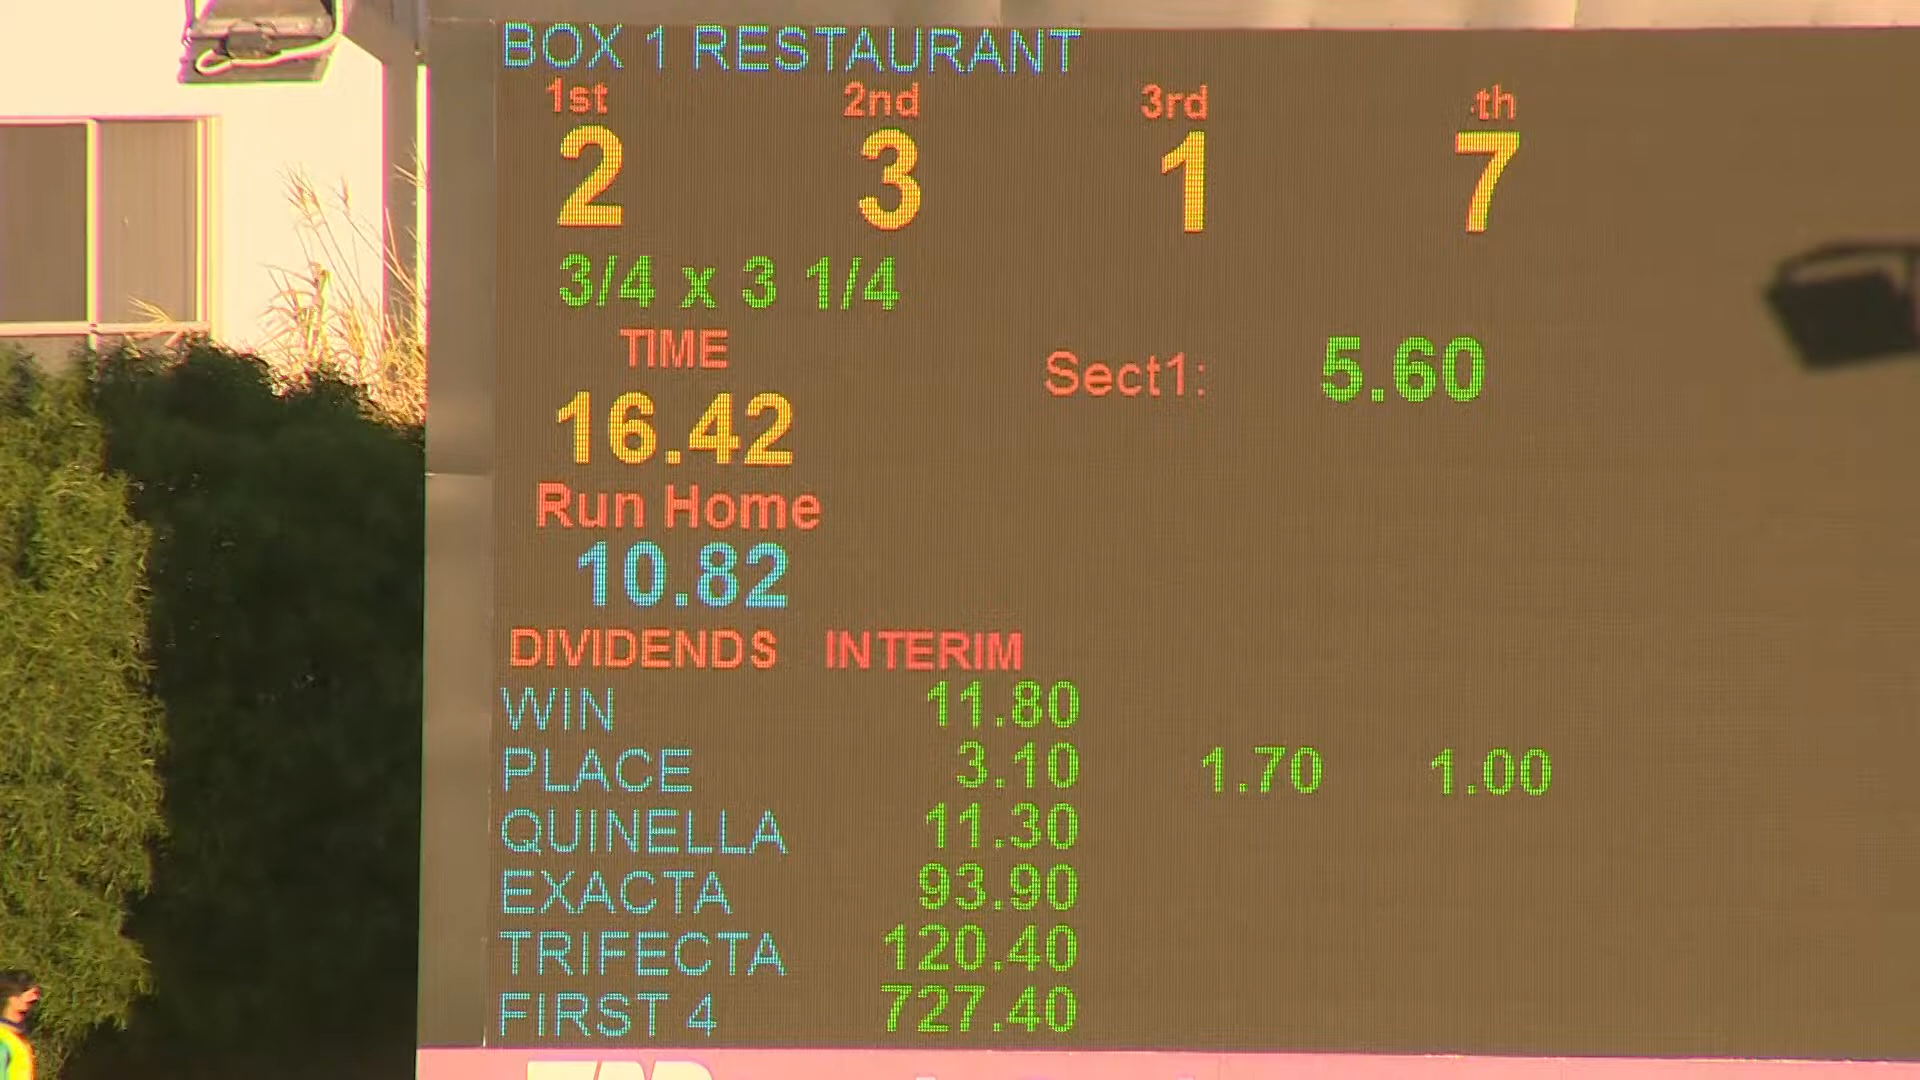 BOX 1 RESTAURANT
1st 2nd 3rd th
2 3 1 7
3/4 x 3 1/4
TIME
Sect1: 5.60
16.42
Run Home
10.82
DIVIDENDS INTERIM
WIN 11.80
PLACE 3.10 1.70 1.00
QUINELLA 11.30
EXACTA 93.90
TRIFECTA 120.40
FIRST 4 727.40